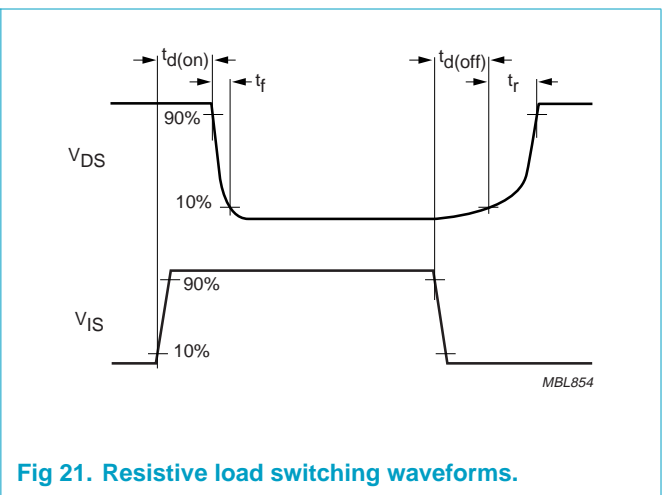 td(on)
tf
td(off)
tr
90%
VDS
10%
90%
VIS
10%
MBL854
Fig 21. Resistive load switching waveforms.